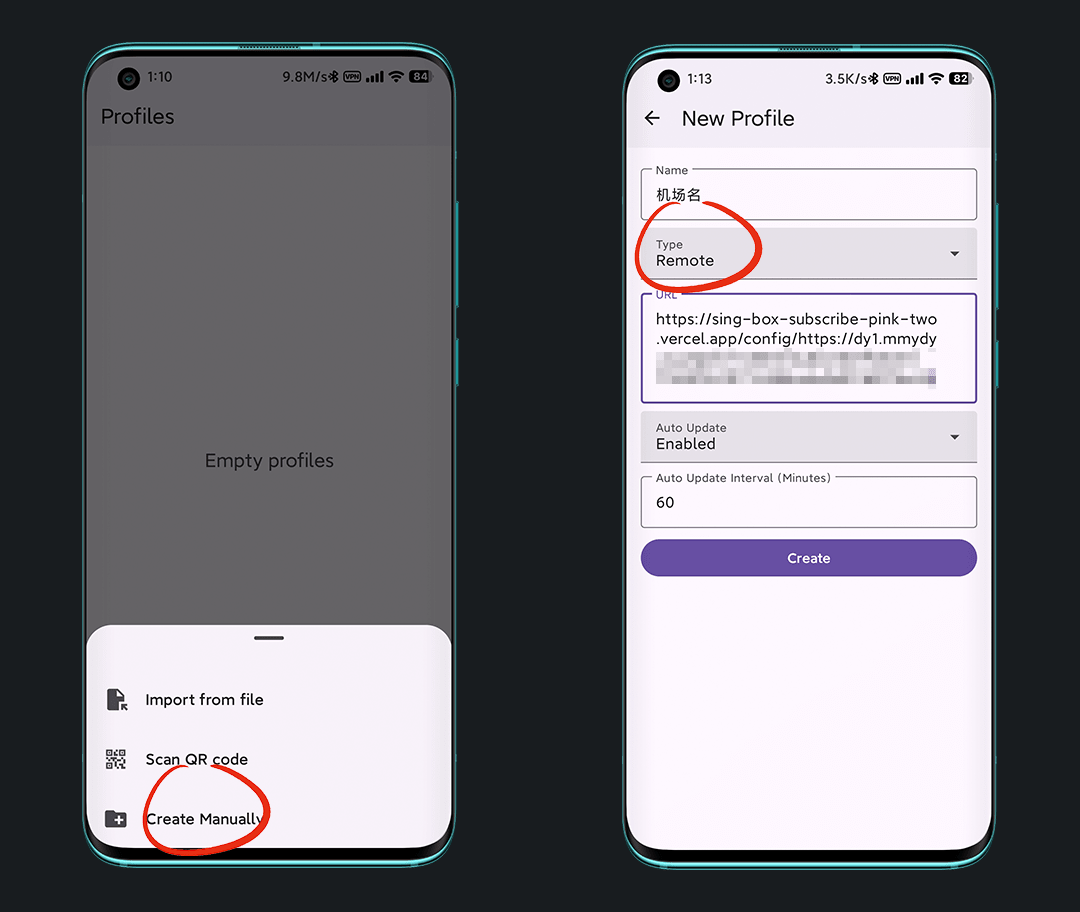 1:10
9.8M/s VPN 84
Profiles
Empty profiles
Import from file
Scan QR code
Create Manually
1:13
3.5K/s VPN 82
New Profile
Name
机场名
Type
Remote
URL
https://sing-box-subscribe-pink-two
.vercel.app/config/https://dy1.mmydy
Auto Update
Enabled
Auto Update Interval (Minutes)
60
Create